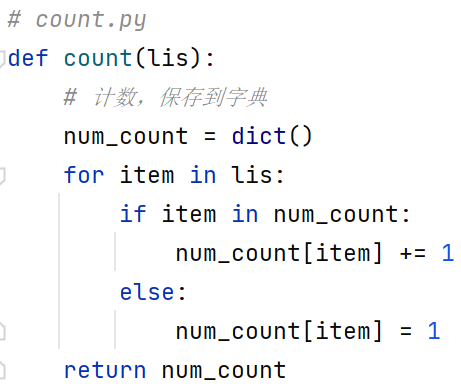 # count.py
def count(lis):
    # 计数，保存到字典
    num_count = dict()
    for item in lis:
        if item in num_count:
            num_count[item] += 1
        else:
            num_count[item] = 1
    return num_count